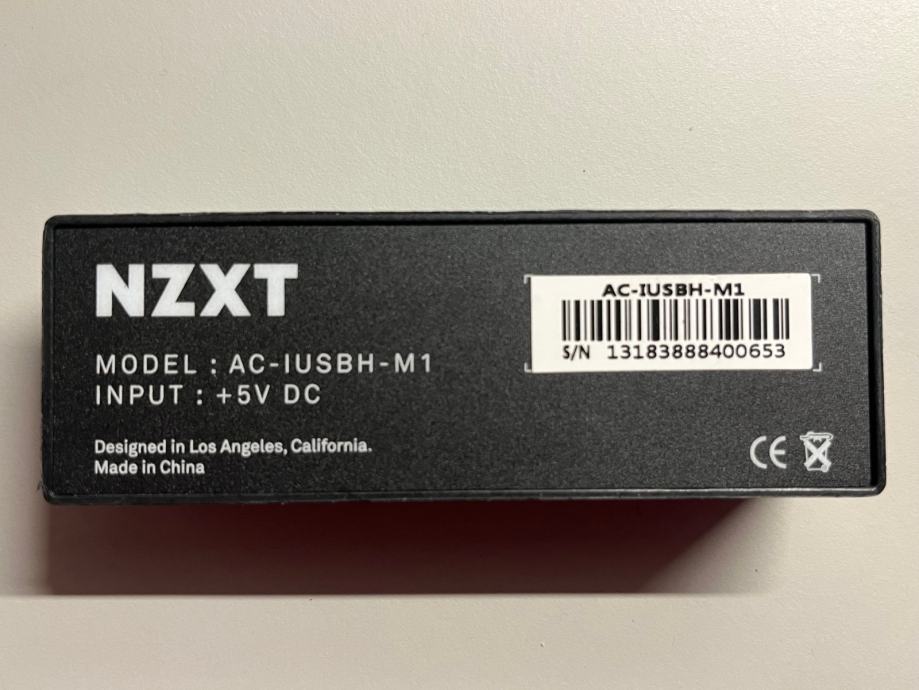 NZXT
MODEL : AC-IUSBH-M1
INPUT : +5V DC
Designed in Los Angeles, California.
Made in China
AC-IUSBH-M1
S/N 13183888400653
CE